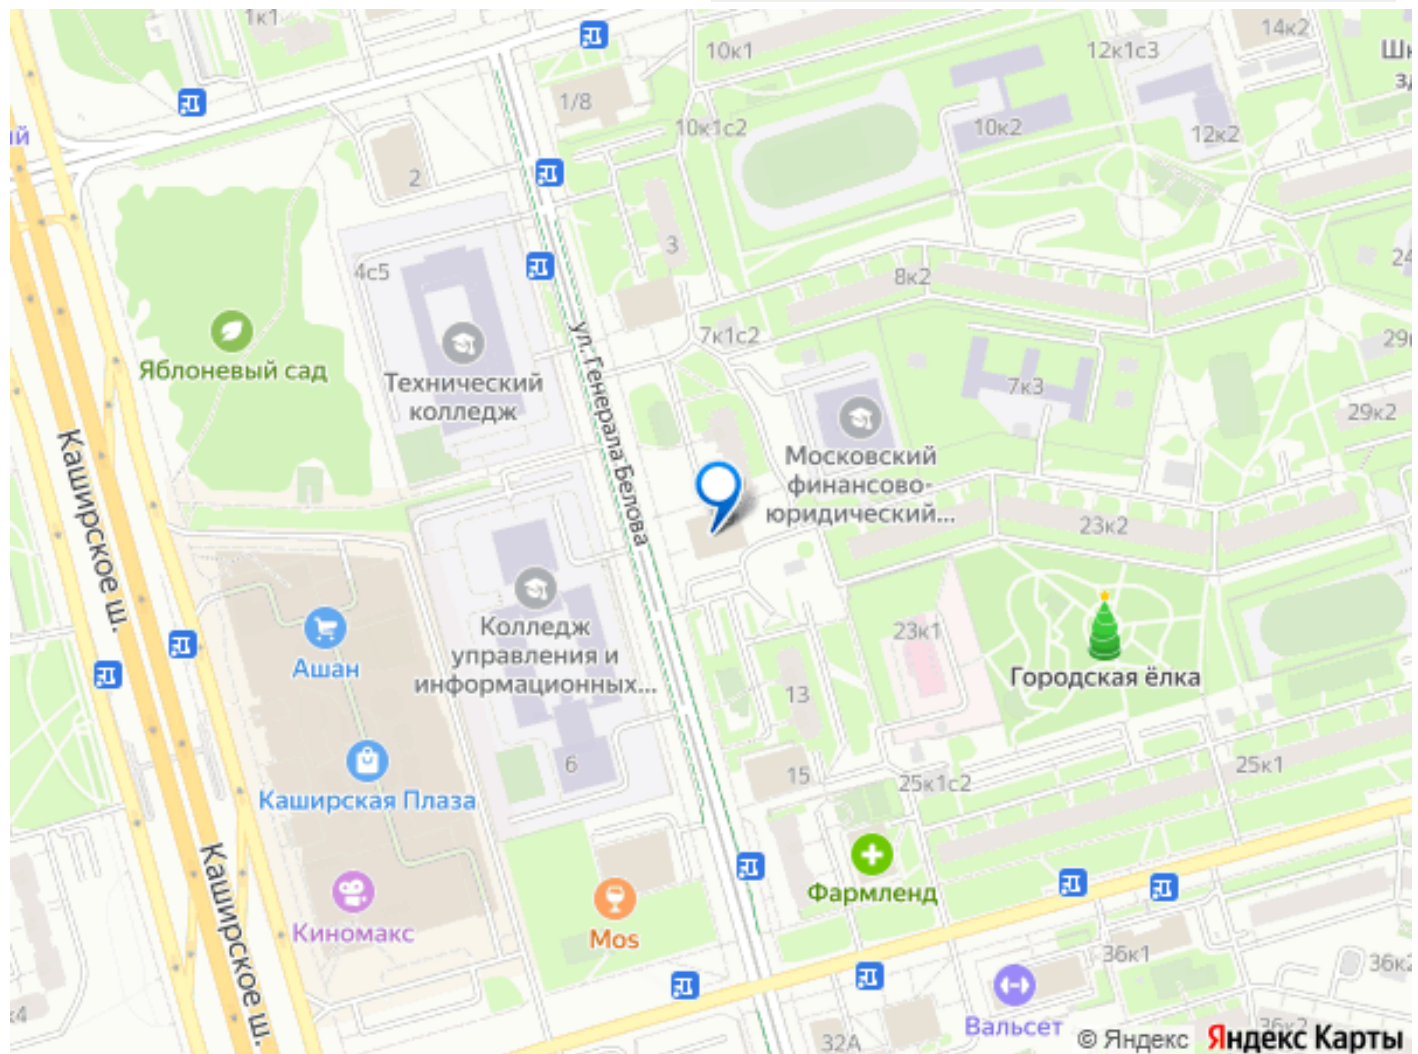 1к1
14к2
10к1
12к1с3
1/8
10к1с2
10к2
12к2
ий
2
3
4с5
8к2
24
7к1с2
Яблоневый сад
Технический
колледж
ул. Генерала Белова
7к3
29к2
Московский
финансово-
юридический...
23к2
Каширское ш.
Колледж
управления и
информационных...
Ашан
23к1
Городская ёлка
13
6
15
25к1с2
25к1
Каширская Плаза
Каширское ш.
Фармленд
Киномакс
Mos
36к1
Вальсет
32А
36к2
© Яндекс
Яндекс Карты